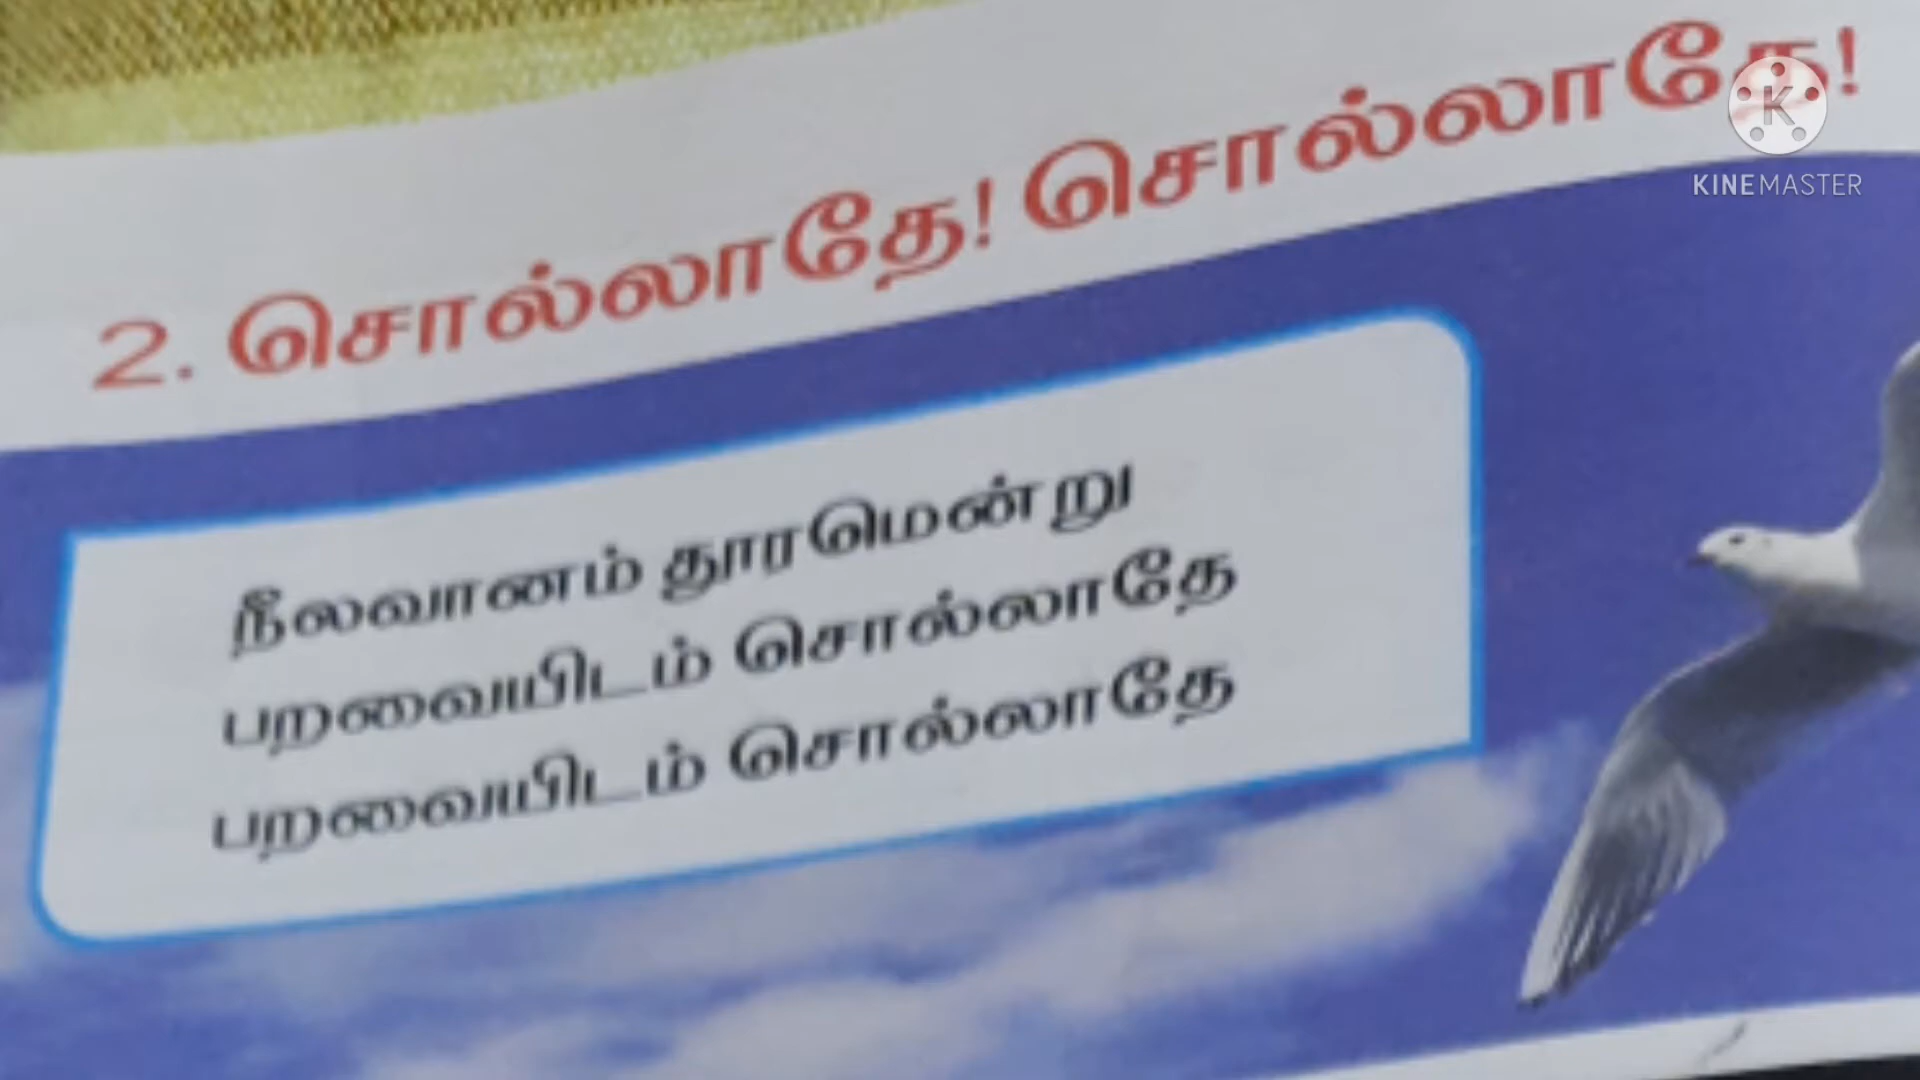 2. சொல்லாதே! சொல்லாதே!
KINEMASTER
நீலவானம் தூரமென்று
பறவையிடம் சொல்லாதே
பறவையிடம் சொல்லாதே